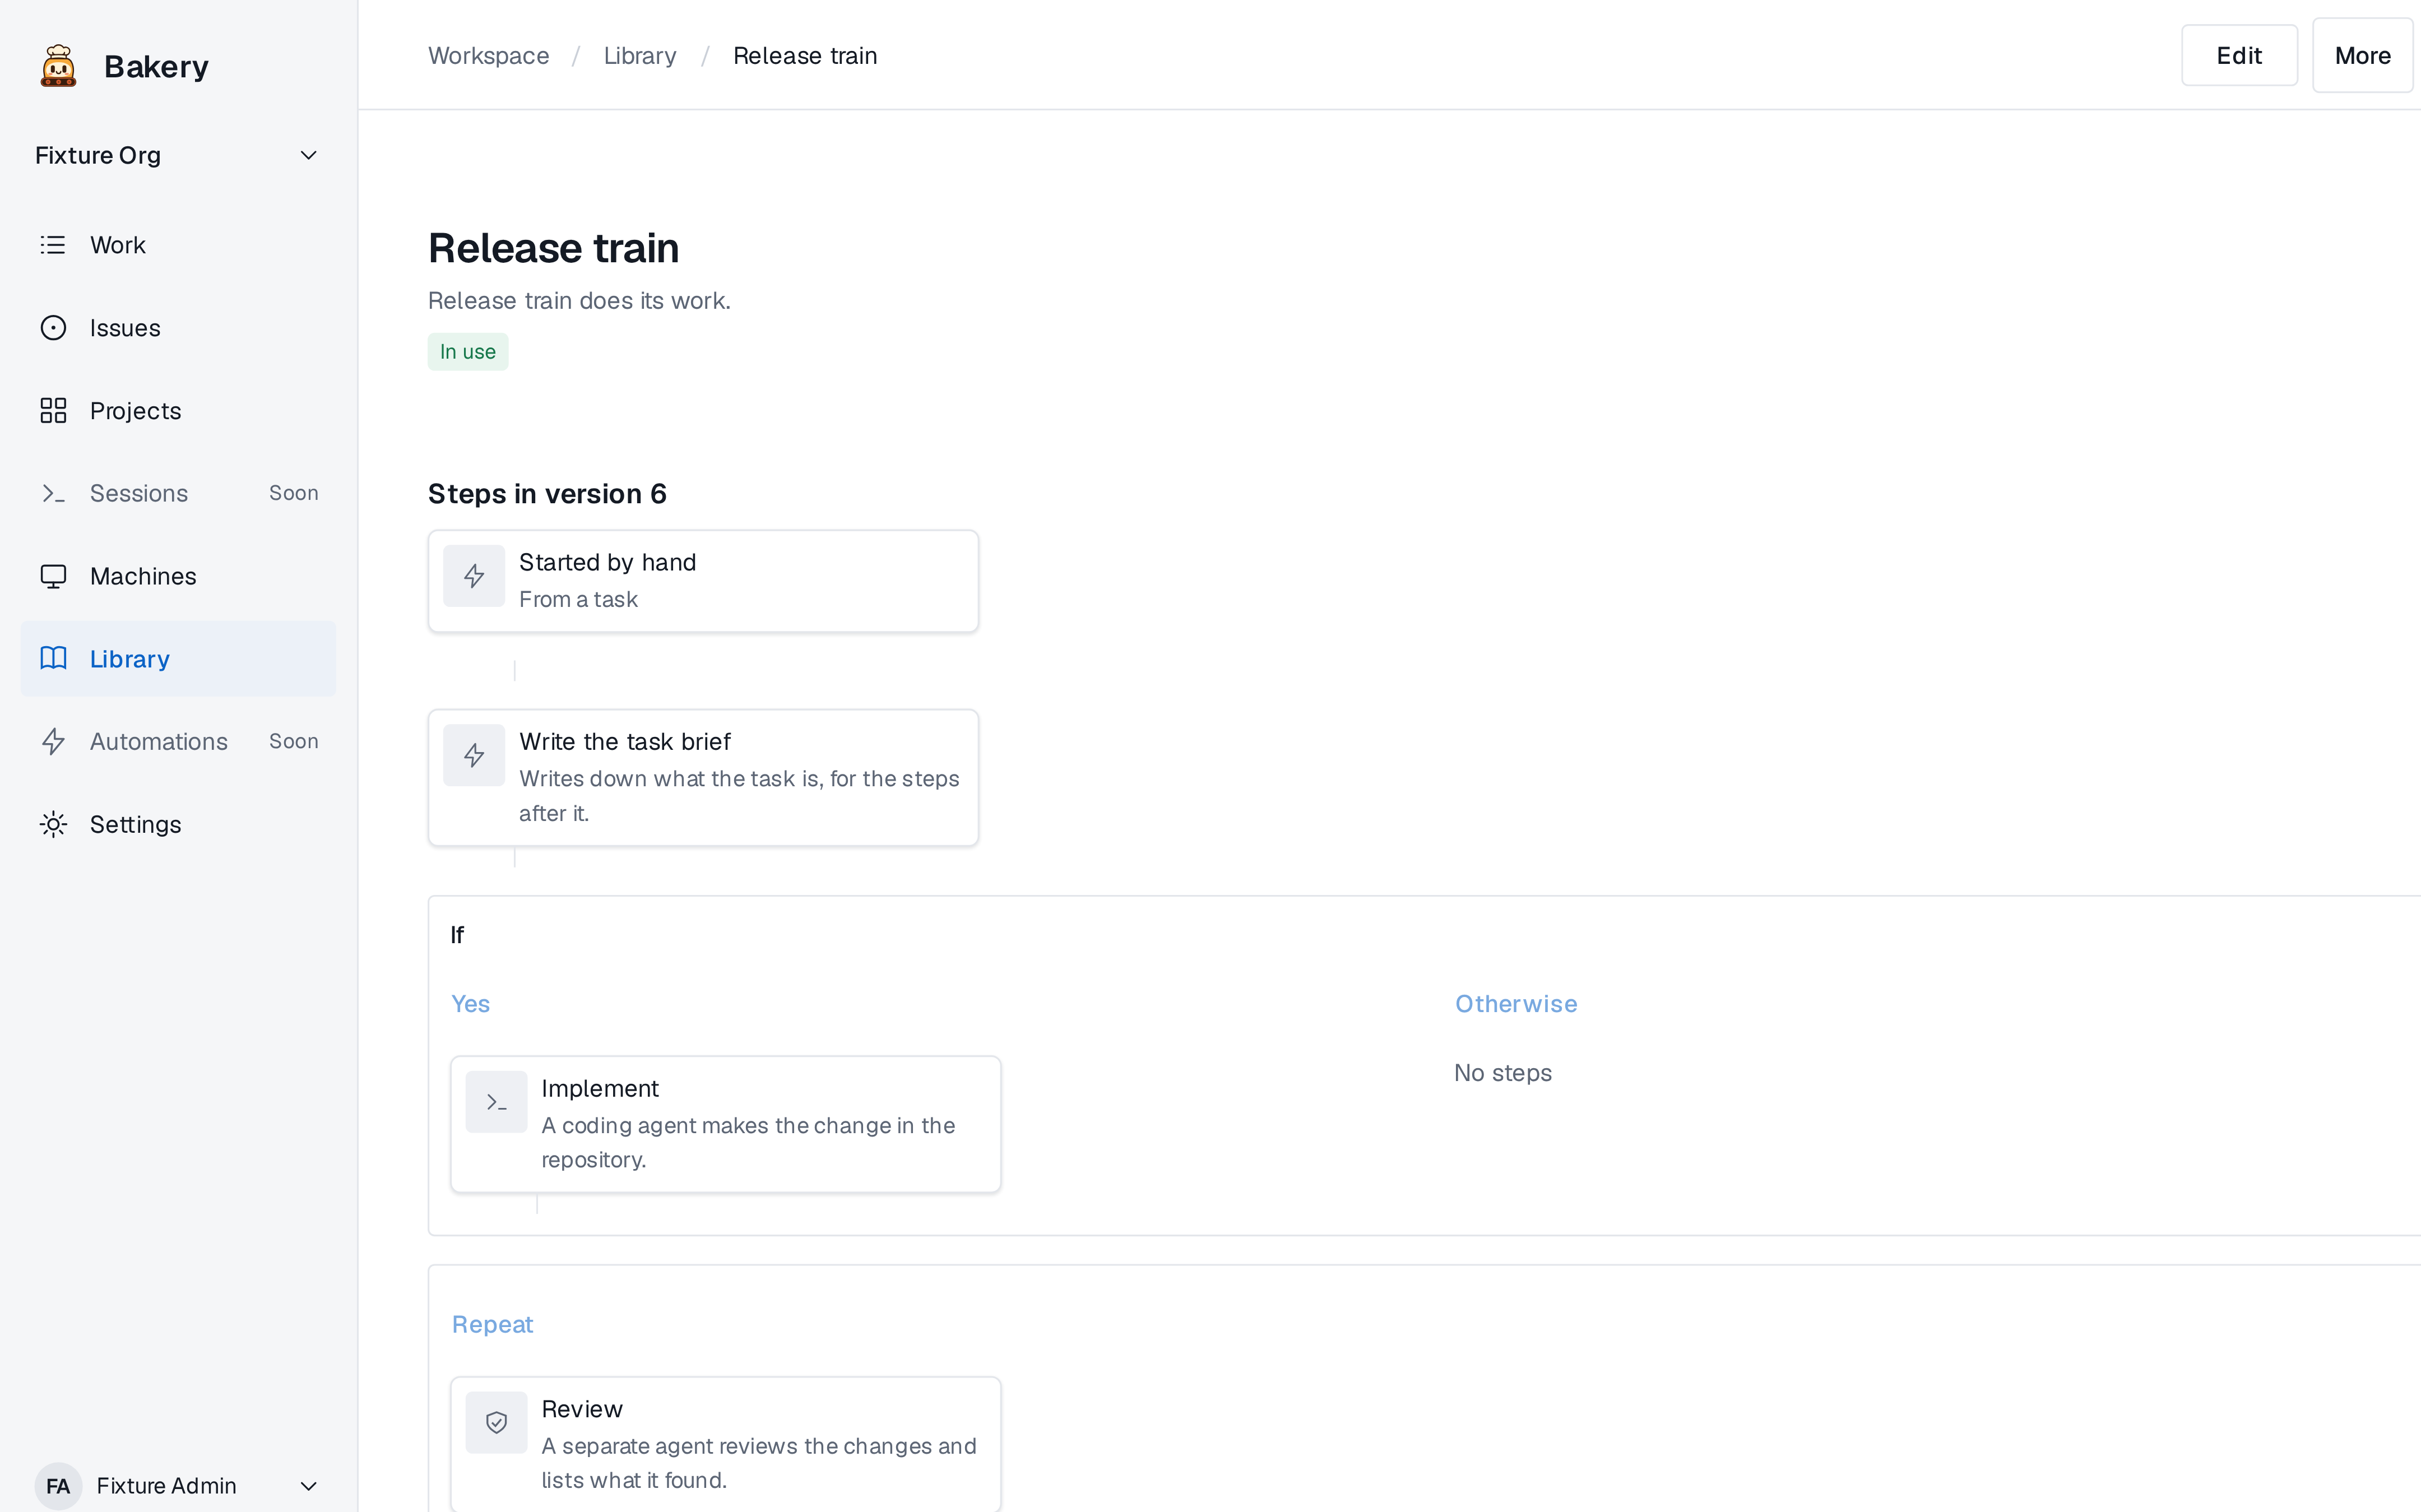 Bakery
Fixture Org
Work
Issues
Projects
Sessions Soon
Machines
Library
Automations Soon
Settings
FA Fixture Admin
Workspace / Library / Release train
Edit
More
Release train
Release train does its work.
In use
Steps in version 6
Started by hand
From a task
Write the task brief
Writes down what the task is, for the steps
after it.
If
Yes
Otherwise
Implement
A coding agent makes the change in the
repository.
No steps
Repeat
Review
A separate agent reviews the changes and
lists what it found.